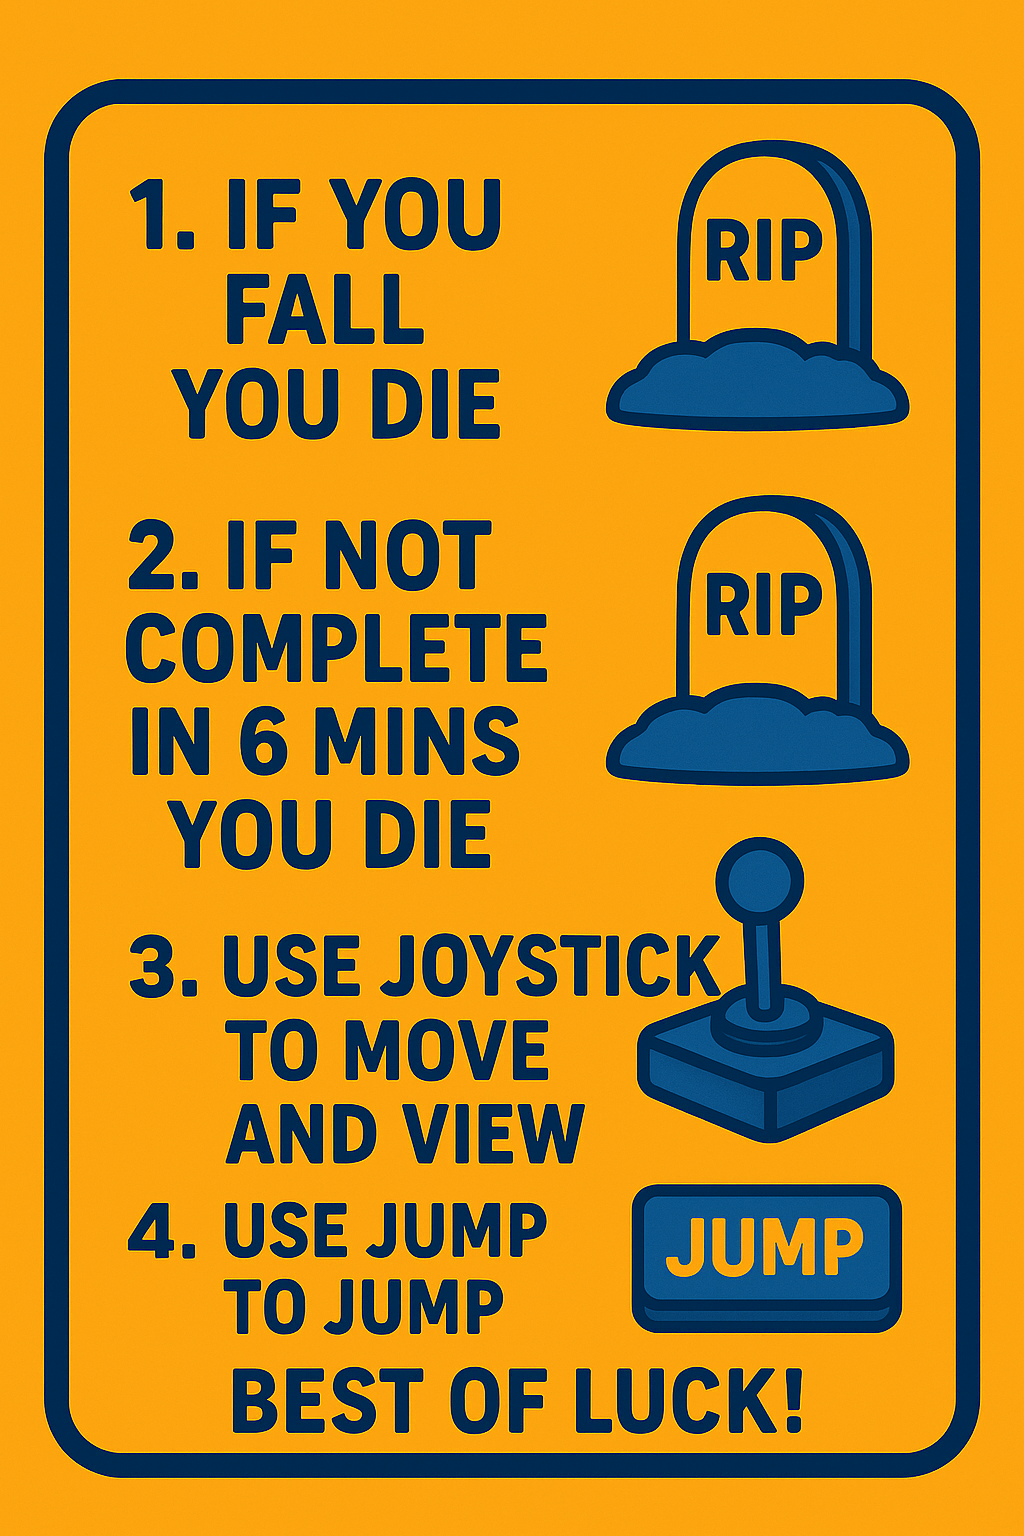 1. IF YOU
FALL
YOU DIE
RIP
2. IF NOT
COMPLETE
IN 6 MINS
YOU DIE
RIP
3. USE JOYSTICK
TO MOVE
AND VIEW
4. USE JUMP
TO JUMP
JUMP
BEST OF LUCK!